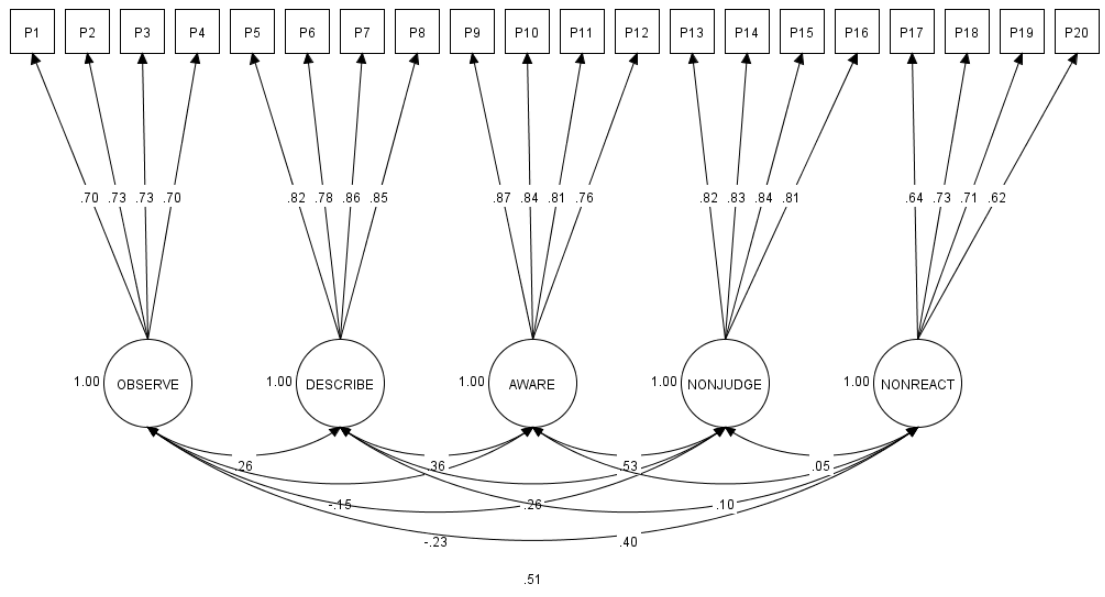 P1 P2 P3 P4 P5 P6 P7 P8 P9 P10 P11 P12 P13 P14 P15 P16 P17 P18 P19 P20
.70 .73 .73 .70 .82 .78 .86 .85 .87 .84 .81 .76 .82 .83 .84 .81 .64 .73 .71 .62
1.00 OBSERVE 1.00 DESCRIBE 1.00 AWARE 1.00 NONJUDGE 1.00 NONREACT
.26 .36 .53 .05
-.15 .26 .10
-.23 .40
.51